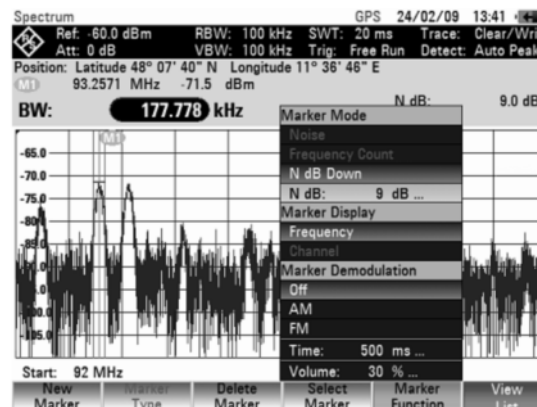 Spectrum GPS 24/02/09 13:41
Ref: -60.0 dBm RBW: 100 kHz SWT: 20 ms Trace: Clear/Wri
Att: 0 dB VBW: 100 kHz Trig: Free Run Detect: Auto Peak
Position: Latitude 48° 07' 40" N Longitude 11° 36' 46" E
M1 93.2571 MHz -71.5 dBm
BW: 177.778 kHz N dB: 9.0 dB
Marker Mode
Noise
Frequency Count
N dB Down
N dB: 9 dB ...
Marker Display
Frequency
Channel
Marker Demodulation
Off
AM
FM
Time: 500 ms ...
Volume: 30 % ...
M1
-65.0
-70.0
-75.0
Start: 92 MHz
New Marker
Marker Type
Delete Marker
Select Marker
Marker Function
View List